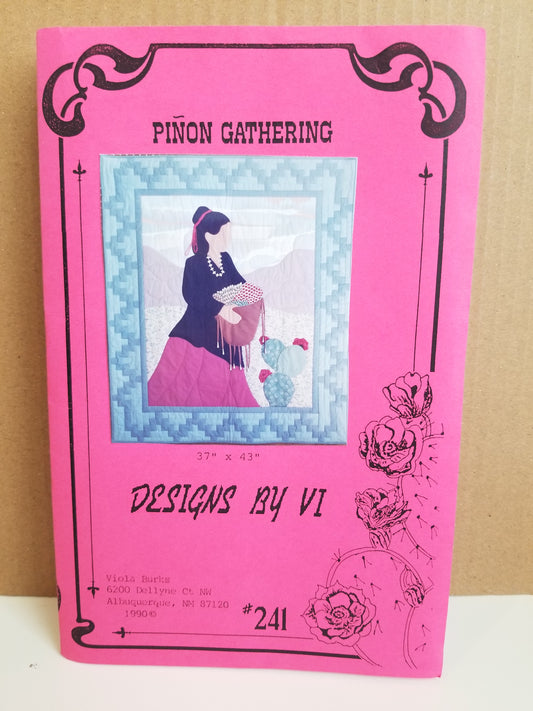 PIÑON GATHERING
37" x 43"
DESIGNS BY VI
Viola Burks
6200 Dellyne Ct NW
Albuquerque, NM 87120
1990©
#241